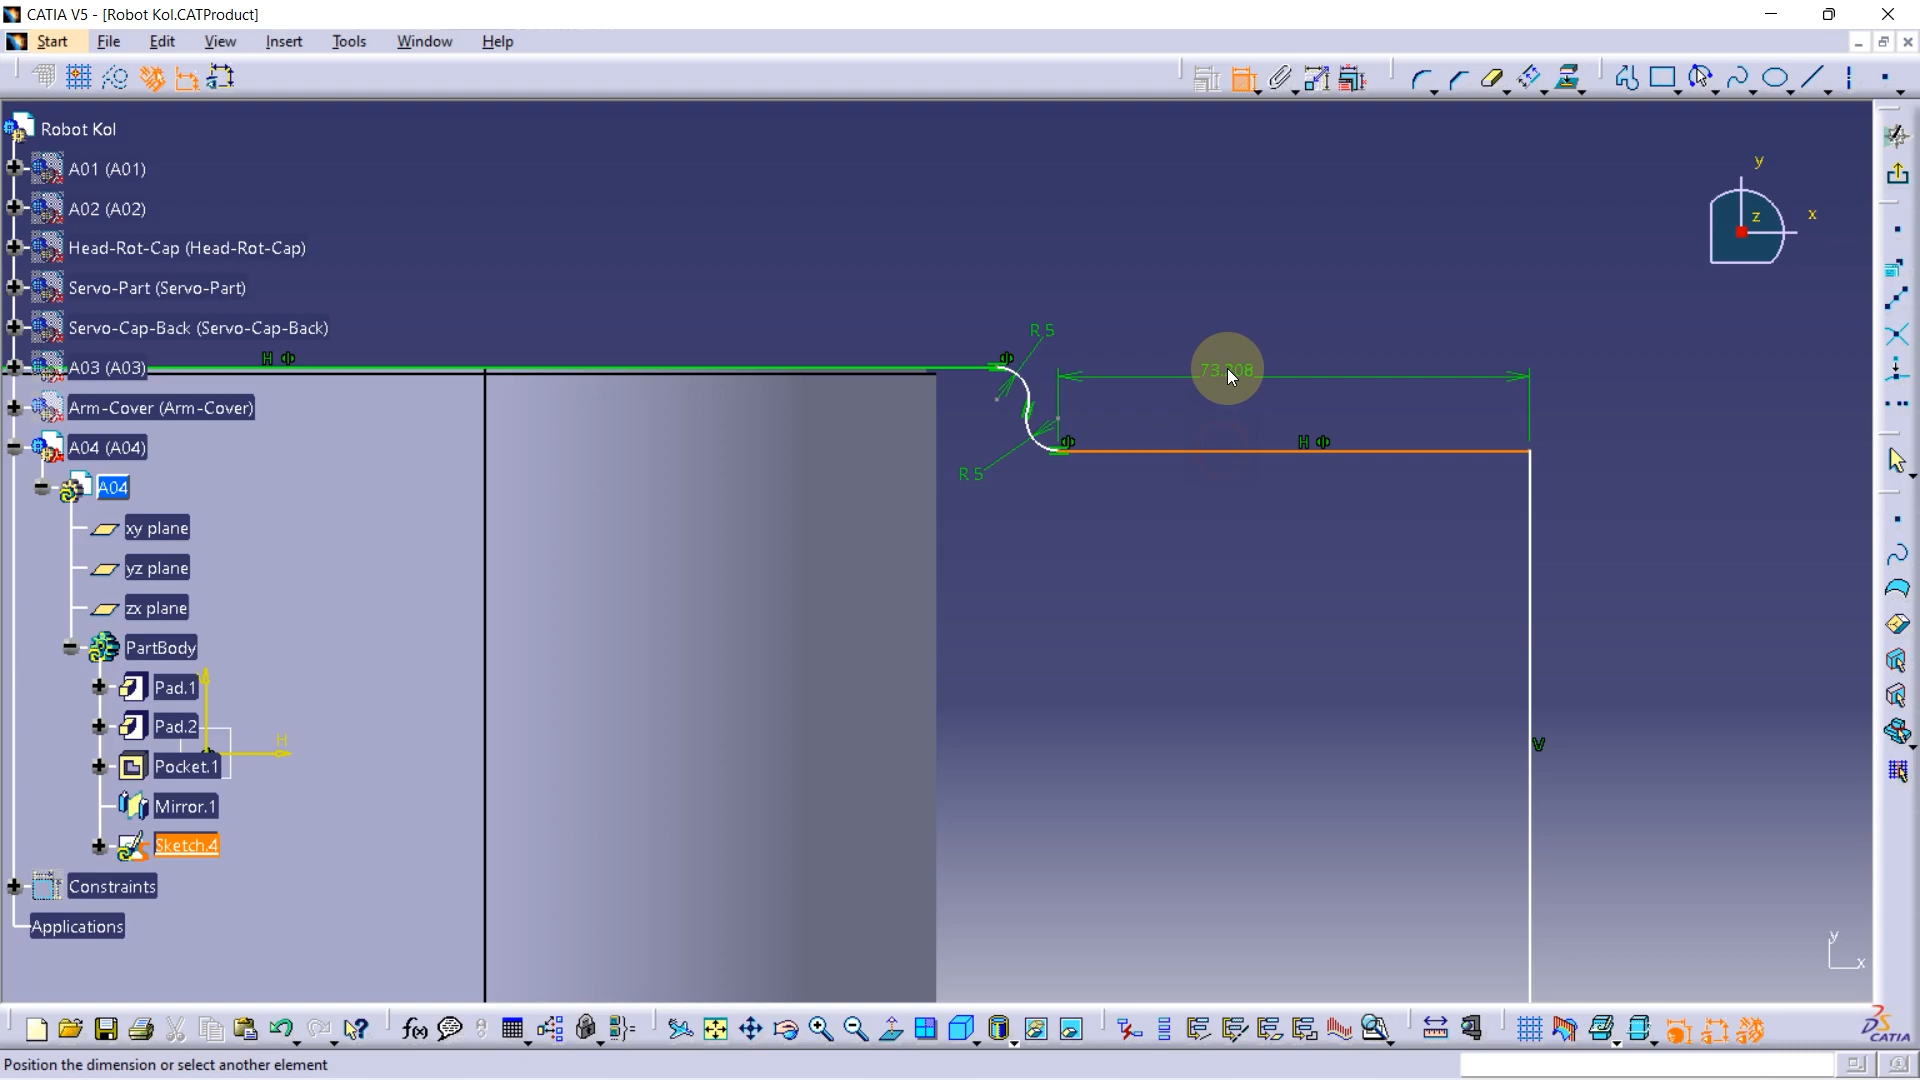 CATIA V5 - [Robot Kol.CATProduct]
Start File Edit View Insert Tools Window Help
Robot Kol
A01 (A01)
A02 (A02)
Head-Rot-Cap (Head-Rot-Cap)
Servo-Part (Servo-Part)
Servo-Cap-Back (Servo-Cap-Back)
A03 (A03)
Arm-Cover (Arm-Cover)
A04 (A04)
A04
xy plane
yz plane
zx plane
PartBody
Pad.1
Pad.2
Pocket.1
Mirror.1
Sketch.4
Constraints
Applications
H
H
R 5
R 5
H
V
y
x
z
y
x
f(x)
CATIA
Position the dimension or select another element